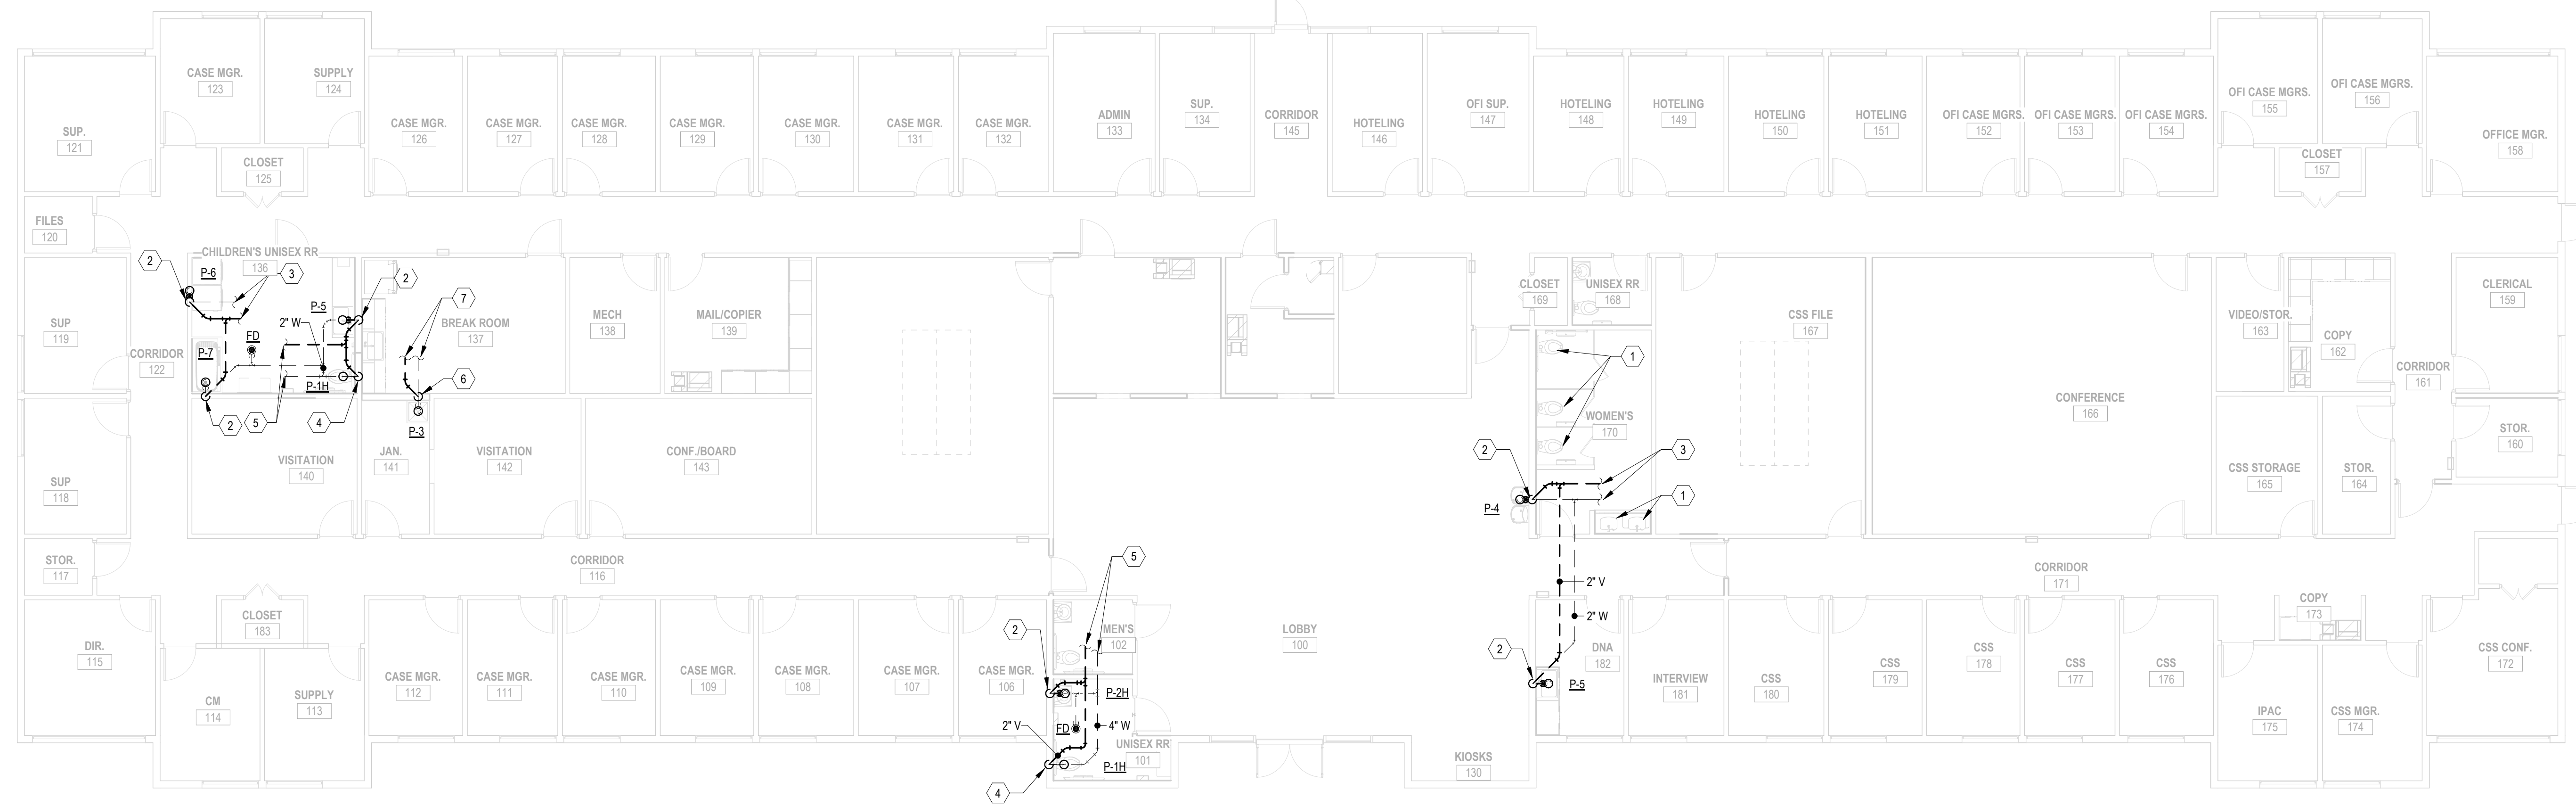 CASE MGR.
123
SUPPLY
124
OFI CASE MGRS.
155
OFI CASE MGRS.
156
SUP.
121
CASE MGR.
126
CASE MGR.
127
CASE MGR.
128
CASE MGR.
129
CASE MGR.
130
CASE MGR.
131
CASE MGR.
132
ADMIN
133
SUP.
134
CORRIDOR
145
HOTELING
146
OFI SUP.
147
HOTELING
148
HOTELING
149
HOTELING
150
HOTELING
151
OFI CASE MGRS.
152
OFI CASE MGRS.
153
OFI CASE MGRS.
154
OFFICE MGR.
158
CLOSET
125
CLOSET
157
FILES
120
CHILDREN'S UNISEX RR
136
2
P-6
3
2
P-5
2" W
FD
P-7
P-1H
2
5
4
7
6
P-3
BREAK ROOM
137
MECH
138
MAIL/COPIER
139
CLOSET
169
UNISEX RR
168
CSS FILE
167
VIDEO/STOR.
163
COPY
162
CLERICAL
159
SUP
119
CORRIDOR
122
CORRIDOR
161
1
WOMEN'S
170
CONFERENCE
166
STOR.
160
SUP
118
VISITATION
140
JAN.
141
VISITATION
142
CONF./BOARD
143
2
3
1
P-4
CSS STORAGE
165
STOR.
164
STOR.
117
CORRIDOR
116
5
2" V
2" W
CORRIDOR
171
CLOSET
183
COPY
173
DIR.
115
CM
114
SUPPLY
113
CASE MGR.
112
CASE MGR.
111
CASE MGR.
110
CASE MGR.
109
CASE MGR.
108
CASE MGR.
107
CASE MGR.
106
2
MEN'S
102
P-2H
2" V
FD
4" W
UNISEX RR
101
P-1H
4
LOBBY
100
KIOSKS
130
2
P-5
DNA
182
INTERVIEW
181
CSS
180
CSS
179
CSS
178
CSS
177
CSS
176
IPAC
175
CSS MGR.
174
CSS CONF.
172